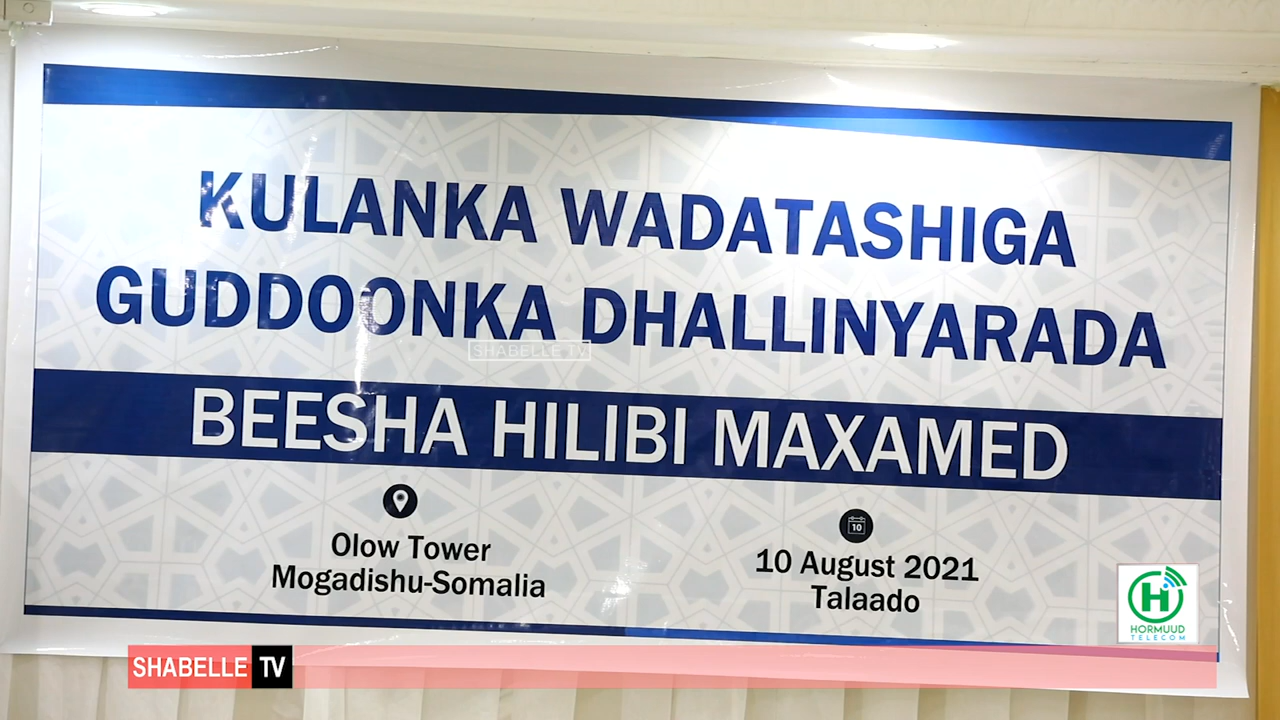 KULANKA WADATASHIGA
GUDDOONKA DHALLINYARADA
SHABELLE TV
BEESHA HILIBI MAXAMED
Olow Tower
Mogadishu-Somalia
10
10 August 2021
Talaado
HORMUUD
TELECOM
SHABELLE TV